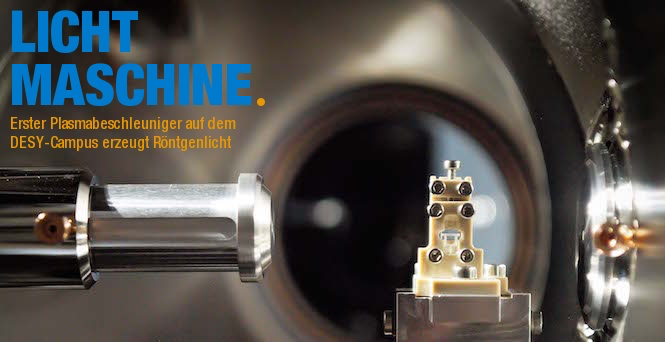 LICHT
MASCHINE.
Erster Plasmabeschleuniger auf dem
DESY-Campus erzeugt Röntgenlicht